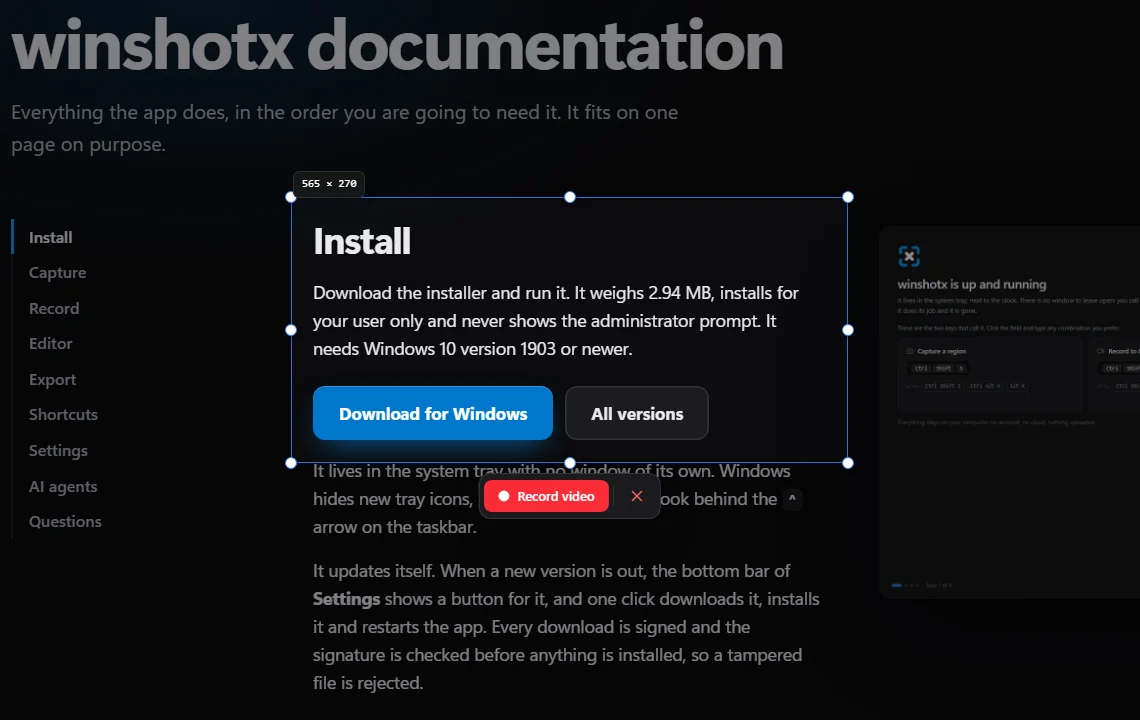 winshotx documentation
Everything the app does, in the order you are going to need it. It fits on one
page on purpose.
565 × 270
Install
Capture
Record
Editor
Export
Shortcuts
Settings
AI agents
Questions
Install
Download the installer and run it. It weighs 2.94 MB, installs for
your user only and never shows the administrator prompt. It
needs Windows 10 version 1903 or newer.
Download for Windows
All versions
It lives in the system tray with no window of its own. Windows
hides new tray icons, ook behind the ^
arrow on the taskbar.
Record video
It updates itself. When a new version is out, the bottom bar of
Settings shows a button for it, and one click downloads it, installs
it and restarts the app. Every download is signed and the
signature is checked before anything is installed, so a tampered
file is rejected.
winshotx is up and running
It lives in the system tray, next to the clock. There is no window to leave open: you call
it does its job and it is gone.
These are the two keys that call it. Click the field and type any combination you prefer.
Capture a region
Ctrl Shift
Record to
Ctrl
Everything stays on your computer: no account, no cloud, nothing uploaded.